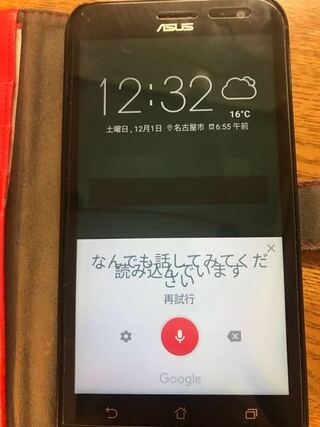 ASUS
12:32
16°C
土曜日, 12月1日 名古屋市 6:55 午前
なんでも話してみてくだ
読み込んでいます
さい
再試行
Google